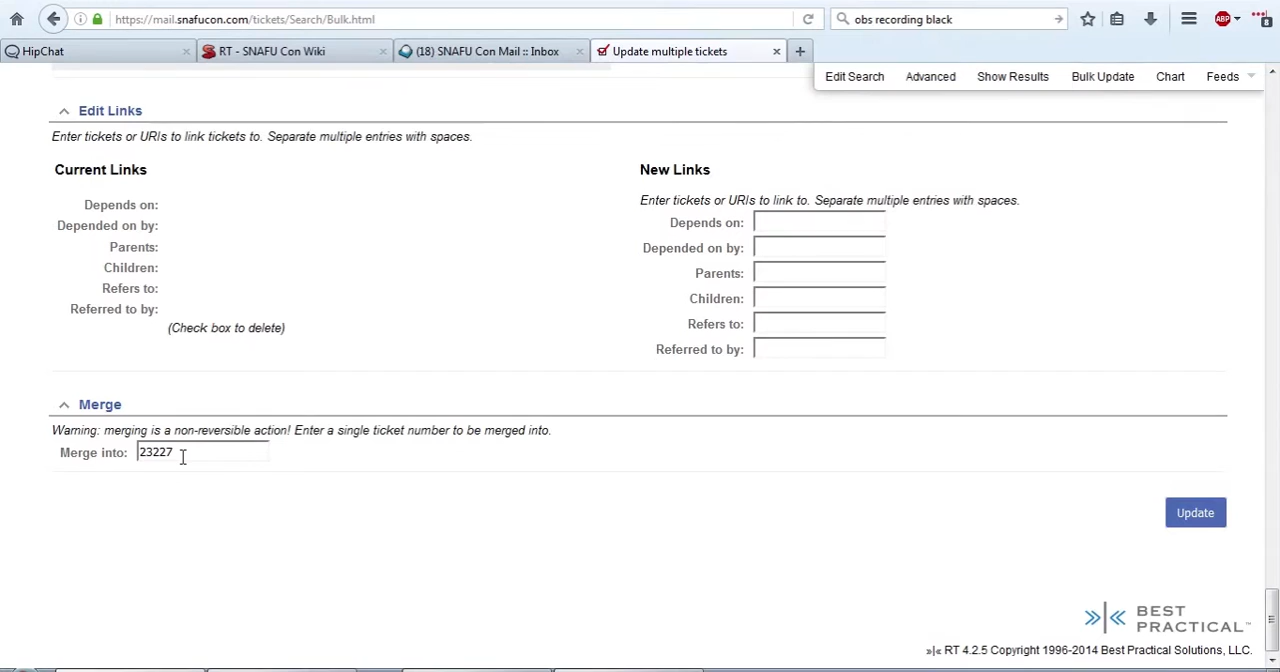 https://mail.snafucon.com/tickets/Search/Bulk.html
obs recording black
ABP
HipChat
RT - SNAFU Con Wiki
(18) SNAFU Con Mail :: Inbox
Update multiple tickets
Edit Search
Advanced
Show Results
Bulk Update
Chart
Feeds
Edit Links
Enter tickets or URIs to link tickets to. Separate multiple entries with spaces.
Current Links
Depends on:
Depended on by:
Parents:
Children:
Refers to:
Referred to by:
(Check box to delete)
New Links
Enter tickets or URIs to link to. Separate multiple entries with spaces.
Depends on:
Depended on by:
Parents:
Children:
Refers to:
Referred to by:
Merge
Warning: merging is a non-reversible action! Enter a single ticket number to be merged into.
Merge into: 23227
Update
BEST
PRACTICAL™
»|« RT 4.2.5 Copyright 1996-2014 Best Practical Solutions, LLC.